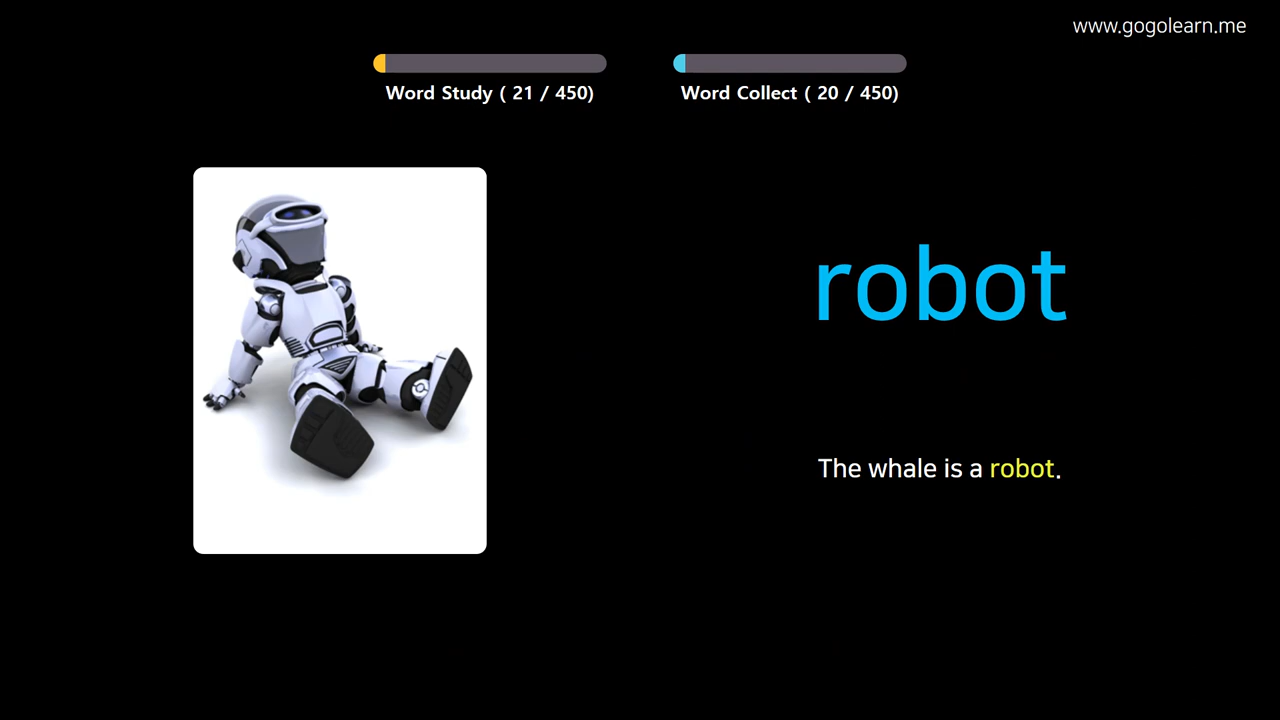 www.gogolearn.me
Word Study ( 21 / 450)
Word Collect ( 20 / 450)
robot
The whale is a robot.